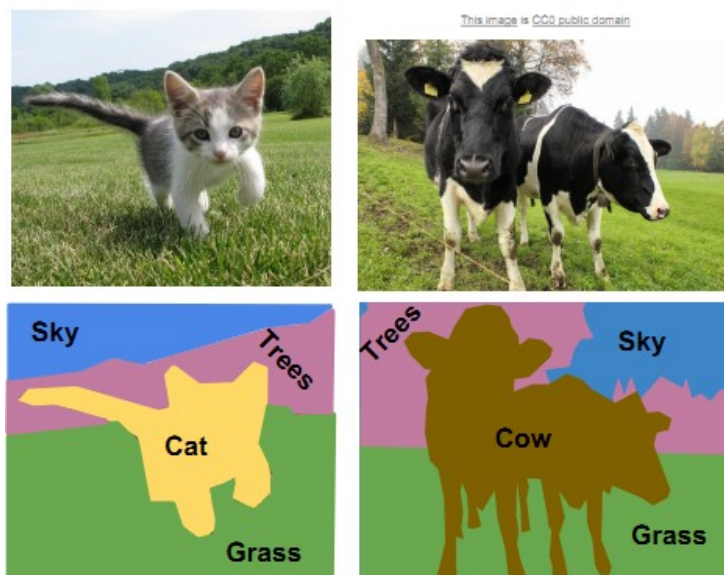 This image is CC0 public domain
Sky
Trees
Cat
Grass
Trees
Sky
Cow
Grass